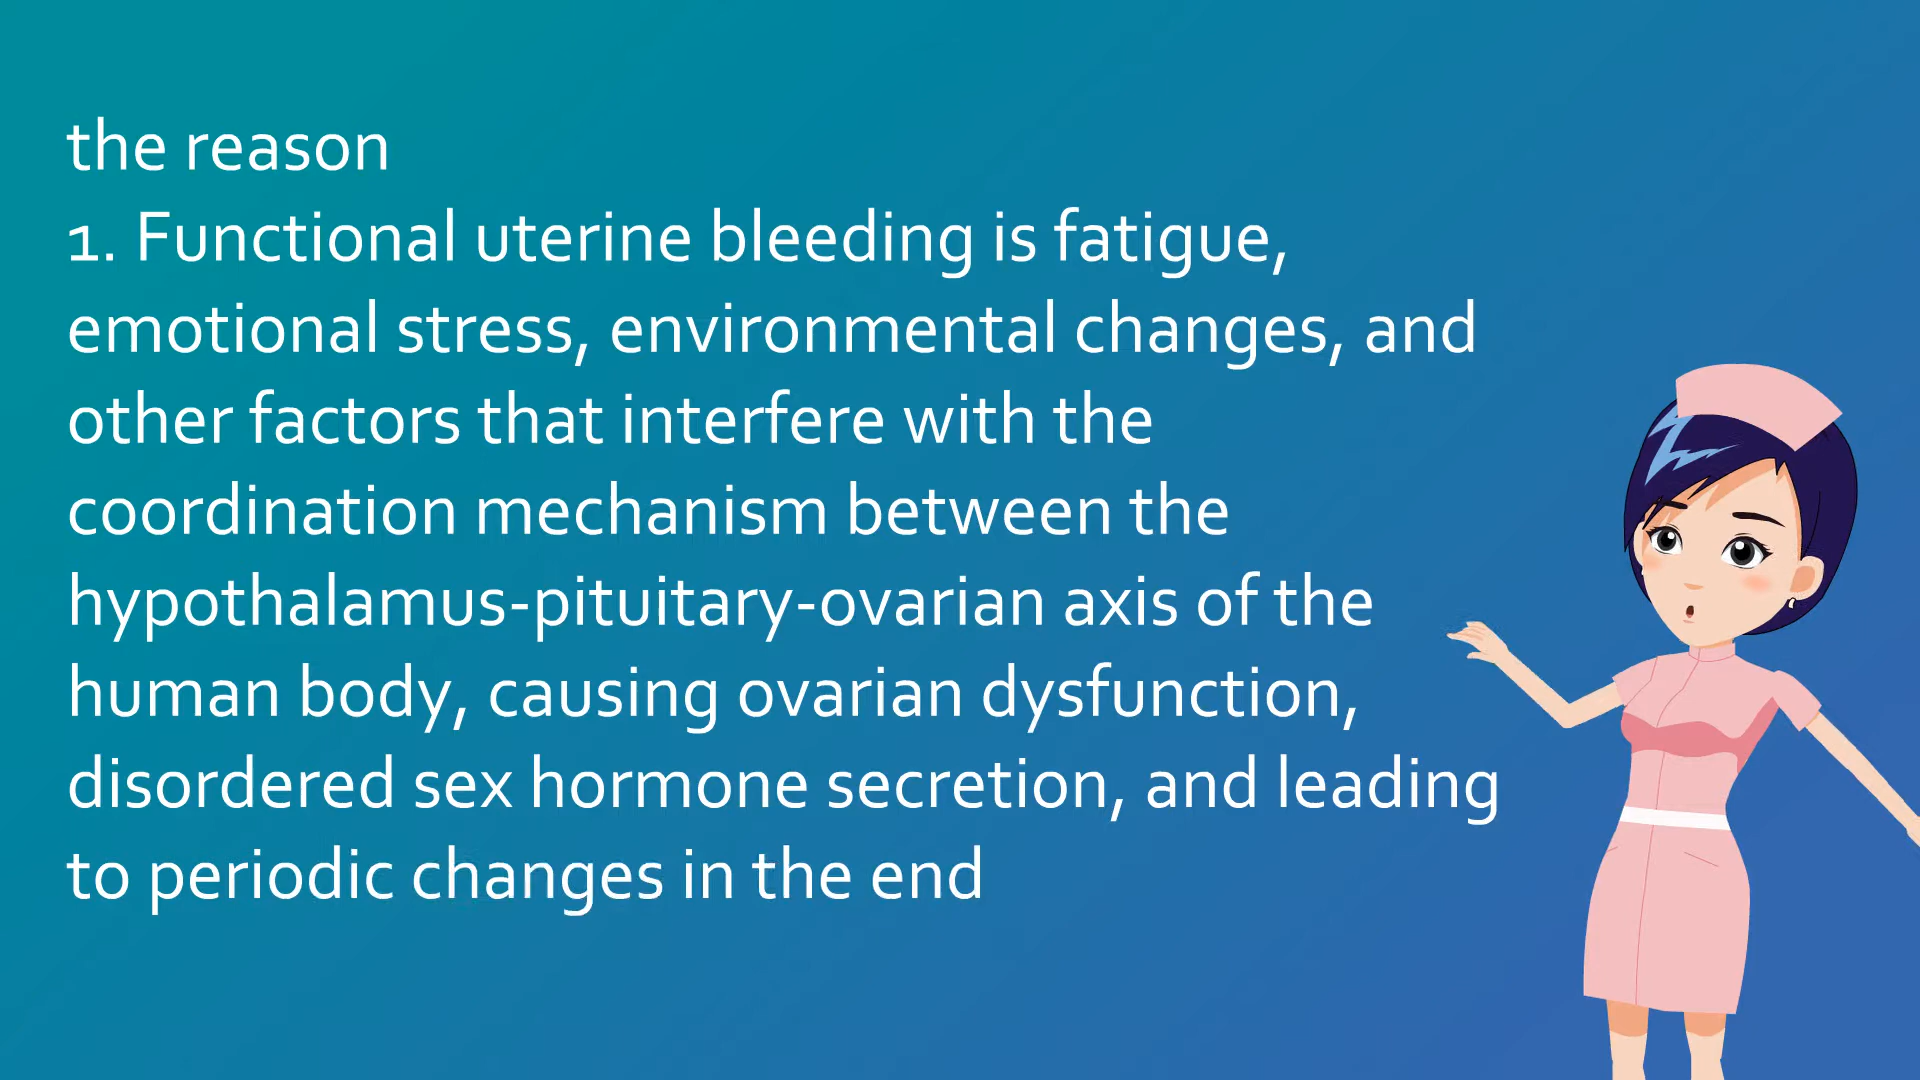 the reason
1. Functional uterine bleeding is fatigue,
emotional stress, environmental changes, and
other factors that interfere with the
coordination mechanism between the
hypothalamus-pituitary-ovarian axis of the
human body, causing ovarian dysfunction,
disordered sex hormone secretion, and leading
to periodic changes in the end